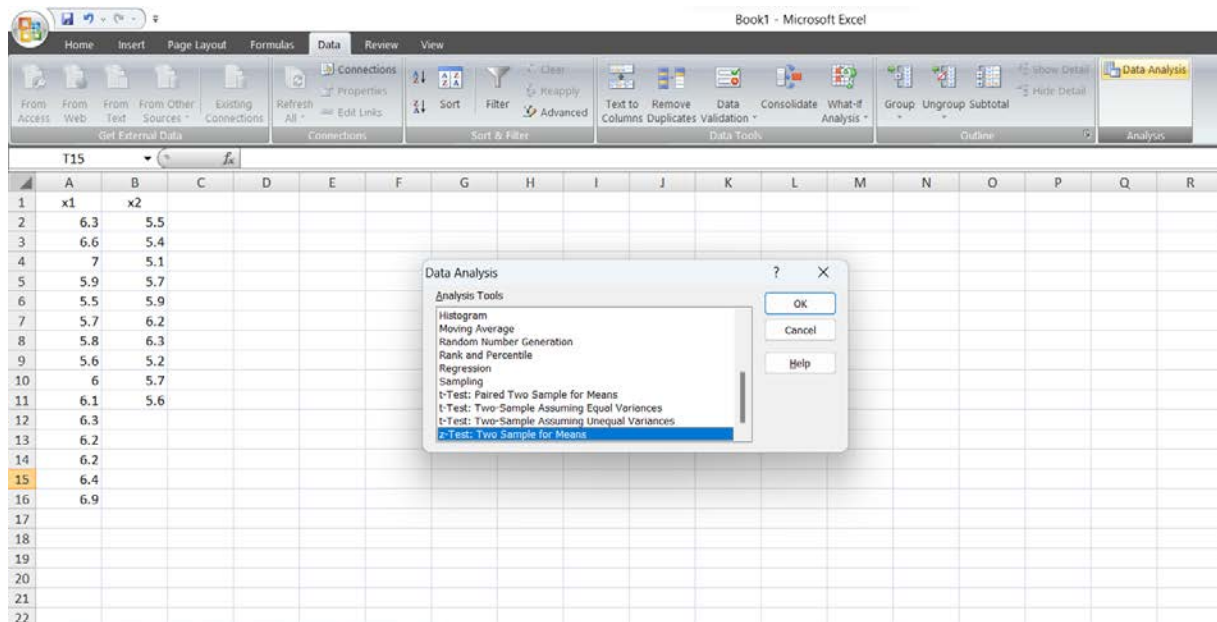 Book1 - Microsoft Excel
Home Insert Page Layout Formulas Data Review View
From Access
From Web
From Text
From Other Sources
Existing Connections
Get External Data
Refresh All
Connections
Properties
Edit Links
Connections
Sort
Filter
Clear
Reapply
Advanced
Sort & Filter
Text to Columns
Remove Duplicates
Data Validation
Consolidate
What-If Analysis
Data Tools
Group
Ungroup
Subtotal
Show Detail
Hide Detail
Outline
Data Analysis
Analysis
T15 fx
A B C D E F G H I J K L M N O P Q R
1 x1 x2
2 6.3 5.5
3 6.6 5.4
4 7 5.1
5 5.9 5.7
6 5.5 5.9
7 5.7 6.2
8 5.8 6.3
9 5.6 5.2
10 6 5.7
11 6.1 5.6
12 6.3
13 6.2
14 6.2
15 6.4
16 6.9
17
18
19
20
21
22
Data Analysis ?
Analysis Tools
Histogram
Moving Average
Random Number Generation
Rank and Percentile
Regression
Sampling
t-Test: Paired Two Sample for Means
t-Test: Two-Sample Assuming Equal Variances
t-Test: Two-Sample Assuming Unequal Variances
z-Test: Two Sample for Means
OK
Cancel
Help